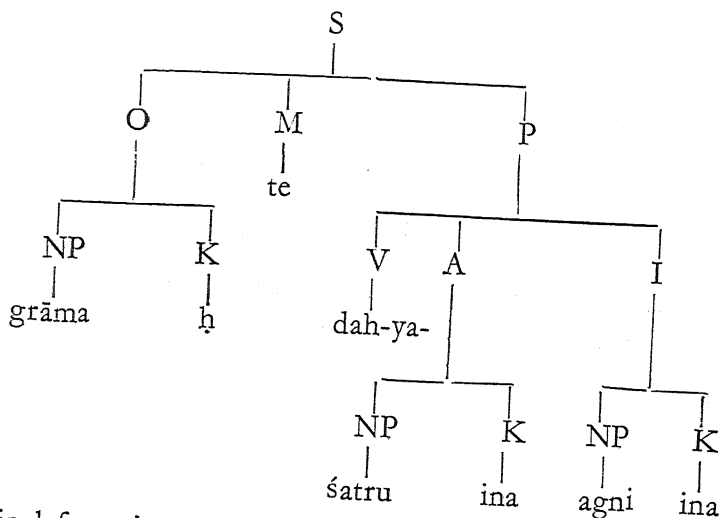 S
O M P
te
NP K V A I
grāma ḥ dah-ya-
NP K NP K
śatru ina agni ina